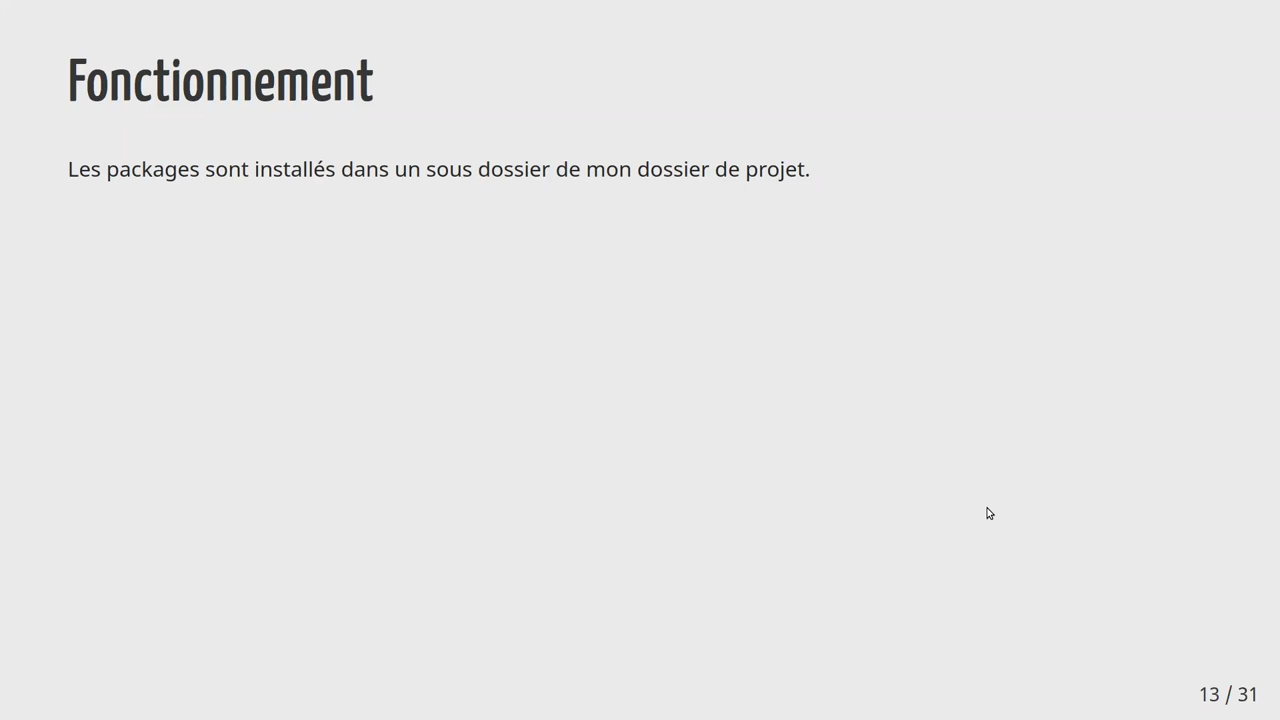 Fonctionnement
Les packages sont installés dans un sous dossier de mon dossier de projet.
13 / 31